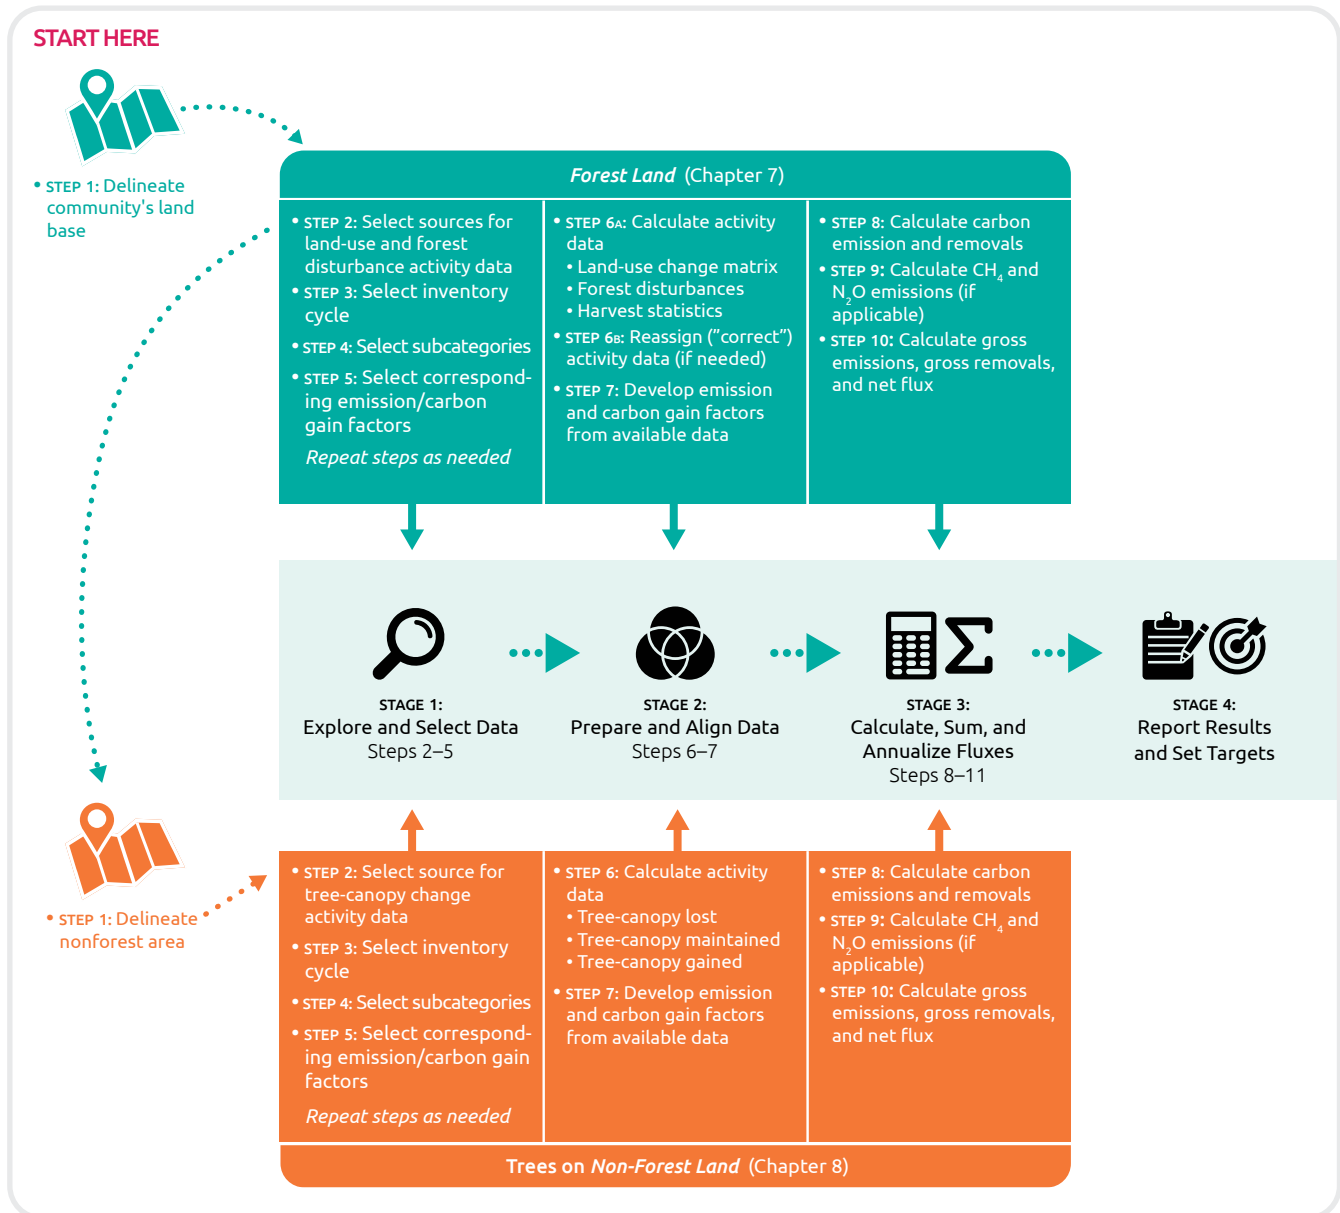 START HERE
• STEP 1: Delineate
community's land
base
Forest Land (Chapter 7)
• STEP 2: Select sources for
land-use and forest
disturbance activity data
• STEP 3: Select inventory
cycle
• STEP 4: Select subcategories
• STEP 5: Select correspond-
ing emission/carbon
gain factors
Repeat steps as needed
• STEP 6A: Calculate activity
data
• Land-use change matrix
• Forest disturbances
• Harvest statistics
• STEP 6B: Reassign (”correct”)
activity data (if needed)
• STEP 7: Develop emission
and carbon gain factors
from available data
• STEP 8: Calculate carbon
emission and removals
• STEP 9: Calculate CH4 and
N2O emissions (if
applicable)
• STEP 10: Calculate gross
emissions, gross removals,
and net flux
STAGE 1:
Explore and Select Data
Steps 2–5
STAGE 2:
Prepare and Align Data
Steps 6–7
STAGE 3:
Calculate, Sum, and
Annualize Fluxes
Steps 8–11
STAGE 4:
Report Results
and Set Targets
• STEP 1: Delineate
nonforest area
• STEP 2: Select source for
tree-canopy change
activity data
• STEP 3: Select inventory
cycle
• STEP 4: Select subcategories
• STEP 5: Select correspond-
ing emission/carbon gain
factors
Repeat steps as needed
• STEP 6: Calculate activity
data
• Tree-canopy lost
• Tree-canopy maintained
• Tree-canopy gained
• STEP 7: Develop emission
and carbon gain factors
from available data
• STEP 8: Calculate carbon
emissions and removals
• STEP 9: Calculate CH4 and
N2O emissions (if
applicable)
• STEP 10: Calculate gross
emissions, gross removals,
and net flux
Trees on Non-Forest Land (Chapter 8)